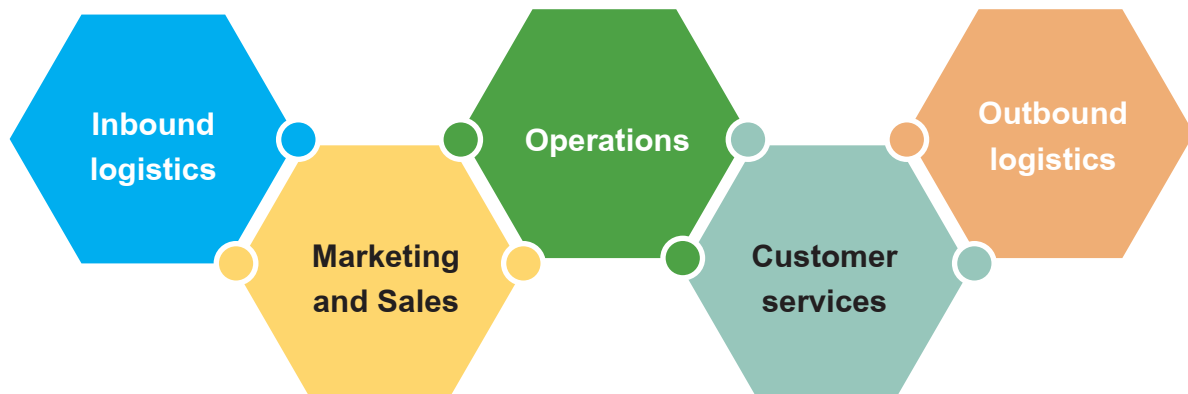 Inbound
logistics
Marketing
and Sales
Operations
Customer
services
Outbound
logistics